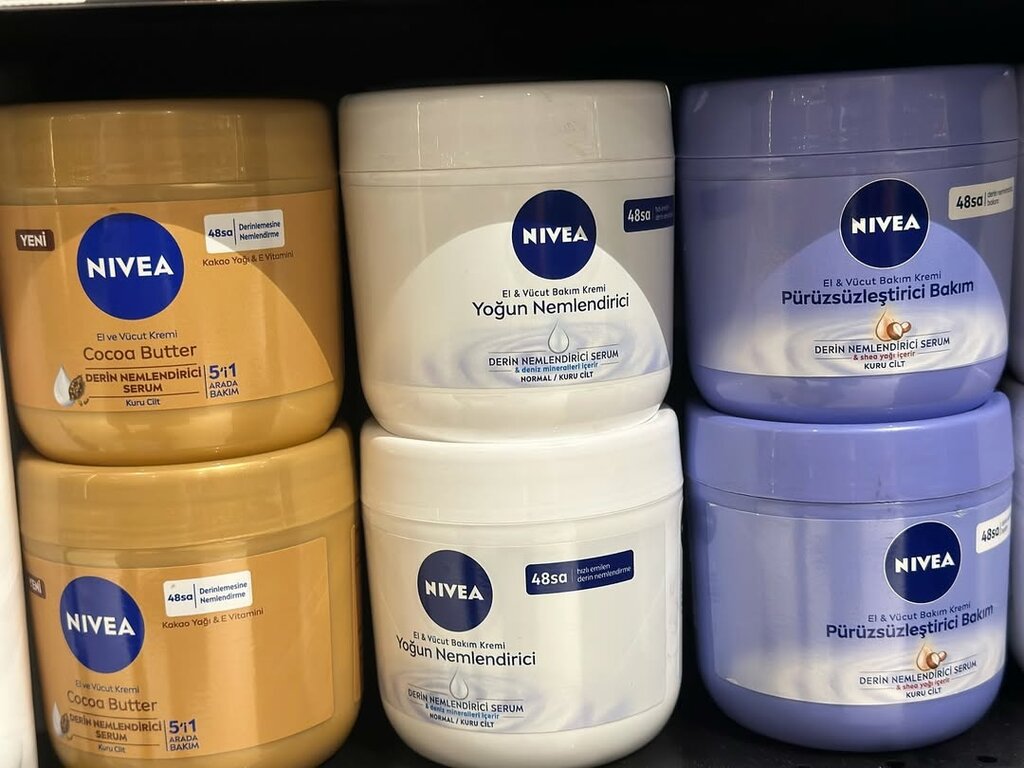 YENİ
NIVEA
48sa
Derinlemesine
Nemlendirme
Kakao Yağı & E Vitamini
El ve Vücut Kremi
Cocoa Butter
DERİN NEMLENDİRİCİ
SERUM
Kuru Cilt
5'i1
ARADA
BAKIM
NIVEA
48sa
El & Vücut Bakım Kremi
Yoğun Nemlendirici
DERİN NEMLENDİRİCİ SERUM
& deniz mineralleri içerir
NORMAL / KURU CİLT
NIVEA
48sa
El & Vücut Bakım Kremi
Pürüzsüzleştirici Bakım
DERİN NEMLENDİRİCİ SERUM
& shea yağı içerir
KURU CİLT
YENİ
NIVEA
48sa
Derinlemesine
Nemlendirme
Kakao Yağı & E Vitamini
El ve Vücut Kremi
Cocoa Butter
DERİN NEMLENDİRİCİ
SERUM
Kuru Cilt
5'i1
ARADA
BAKIM
NIVEA
48sa
hızlı emilen
derin nemlendirme
El & Vücut Bakım Kremi
Yoğun Nemlendirici
DERİN NEMLENDİRİCİ SERUM
& deniz mineralleri içerir
NORMAL / KURU CİLT
NIVEA
48sa
El & Vücut Bakım Kremi
Pürüzsüzleştirici Bakım
DERİN NEMLENDİRİCİ SERUM
& shea yağı içerir
KURU CİLT